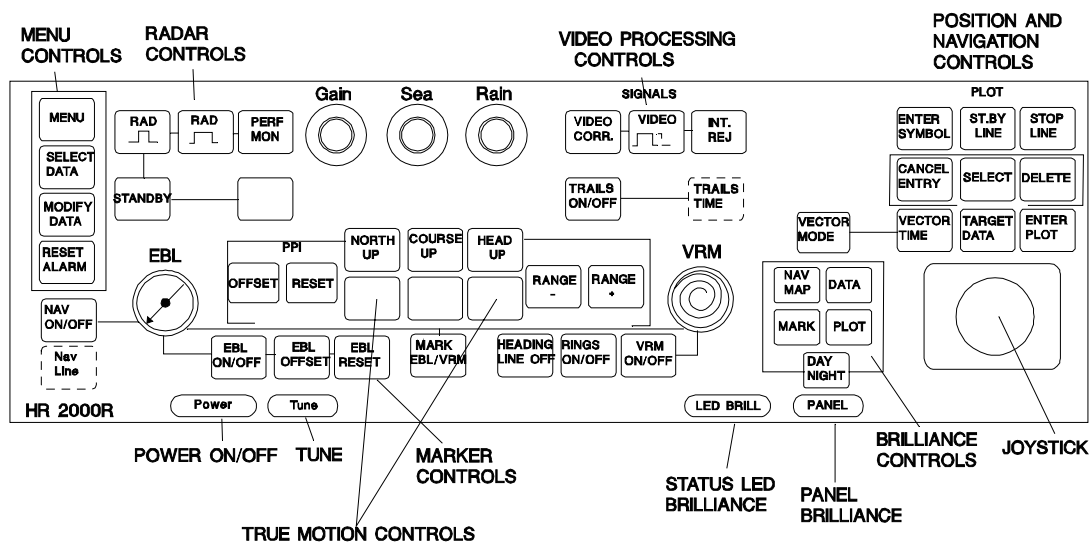 MENU
CONTROLS
RADAR
CONTROLS
VIDEO PROCESSING
CONTROLS
POSITION AND
NAVIGATION
CONTROLS
MENU
SELECT
DATA
MODIFY
DATA
RESET
ALARM
NAV
ON/OFF
Nav
Line
HR 2000R
RAD
RAD
PERF
MON
STANDBY
Gain
Sea
Rain
SIGNALS
VIDEO
CORR.
VIDEO
INT.
REJ
TRAILS
ON/OFF
TRAILS
TIME
PLOT
ENTER
SYMBOL
ST.BY
LINE
STOP
LINE
CANCEL
ENTRY
SELECT
DELETE
VECTOR
MODE
VECTOR
TIME
TARGET
DATA
ENTER
PLOT
EBL
PPI
OFFSET
RESET
NORTH
UP
COURSE
UP
HEAD
UP
RANGE
-
RANGE
+
VRM
NAV
MAP
DATA
MARK
PLOT
DAY
NIGHT
EBL
ON/OFF
EBL
OFFSET
EBL
RESET
MARK
EBL/VRM
HEADING
LINE OFF
RINGS
ON/OFF
VRM
ON/OFF
Power
Tune
LED BRILL
PANEL
POWER ON/OFF
TUNE
MARKER
CONTROLS
TRUE MOTION CONTROLS
STATUS LED
BRILLIANCE
PANEL
BRILLIANCE
BRILLIANCE
CONTROLS
JOYSTICK